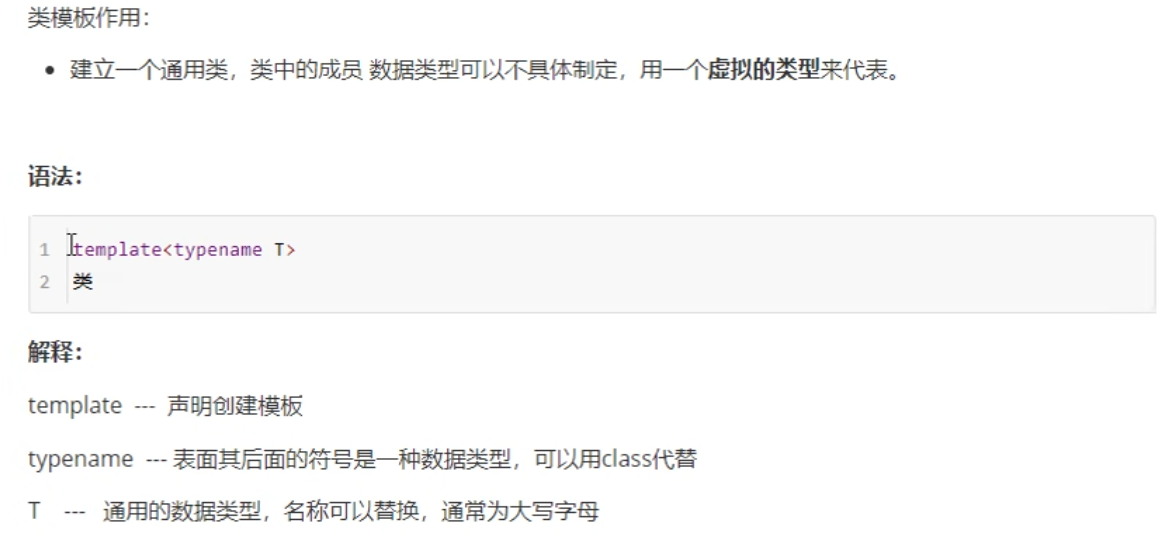 类模板作用：
• 建立一个通用类，类中的成员 数据类型可以不具体制定，用一个虚拟的类型来代表。
语法：
1 template<typename T>
2 类
解释：
template --- 声明创建模板
typename --- 表面其后面的符号是一种数据类型，可以用class代替
T --- 通用的数据类型，名称可以替换，通常为大写字母